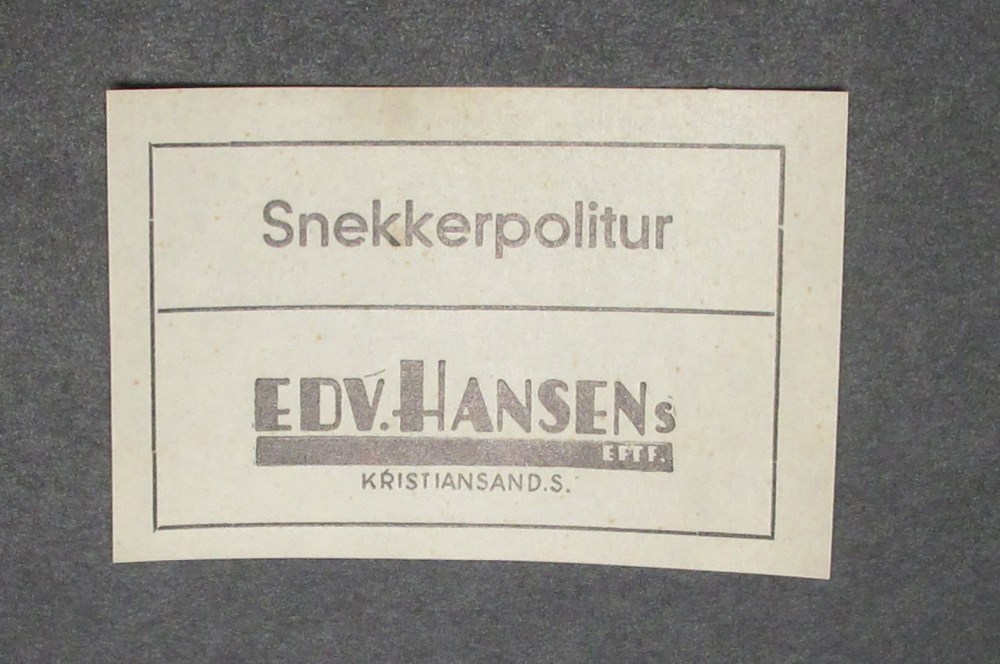 Snekkerpolitur
EDV. HANSENs
EFTF.
KRISTIANSAND.S.